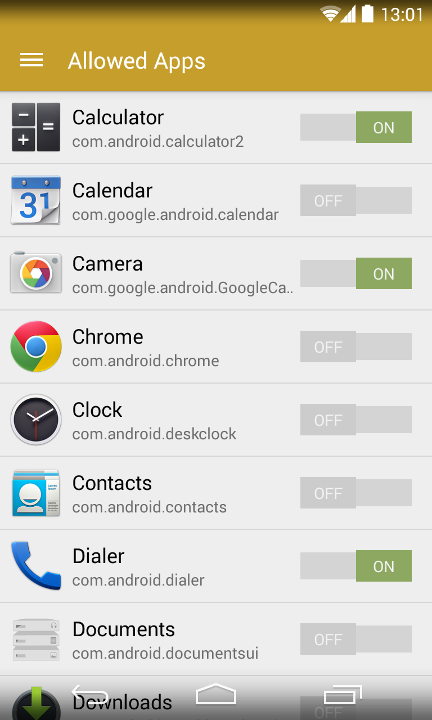 13:01
Allowed Apps
Calculator
com.android.calculator2
ON
Calendar
com.google.android.calendar
OFF
31
Camera
com.google.android.GoogleCa..
ON
Chrome
com.android.chrome
OFF
Clock
com.android.deskclock
OFF
Contacts
com.android.contacts
OFF
Dialer
com.android.dialer
ON
Documents
com.android.documentsui
OFF
Downloads